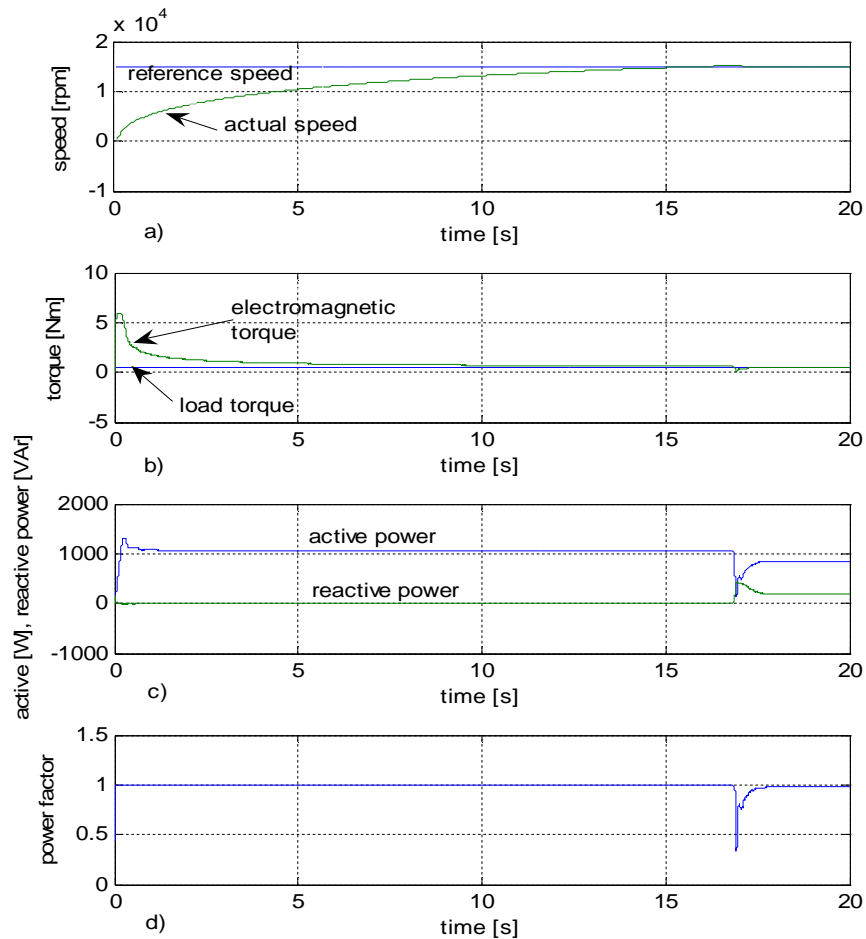 x 10^4
2
1
0
-1
speed [rpm]
reference speed
actual speed
0 5 10 15 20
a) time [s]
10
5
0
-5
torque [Nm]
electromagnetic
torque
load torque
0 5 10 15 20
b) time [s]
2000
1000
0
-1000
active [W], reactive power [VAr]
active power
reactive power
0 5 10 15 20
c) time [s]
1.5
1
0.5
0
power factor
0 5 10 15 20
d) time [s]